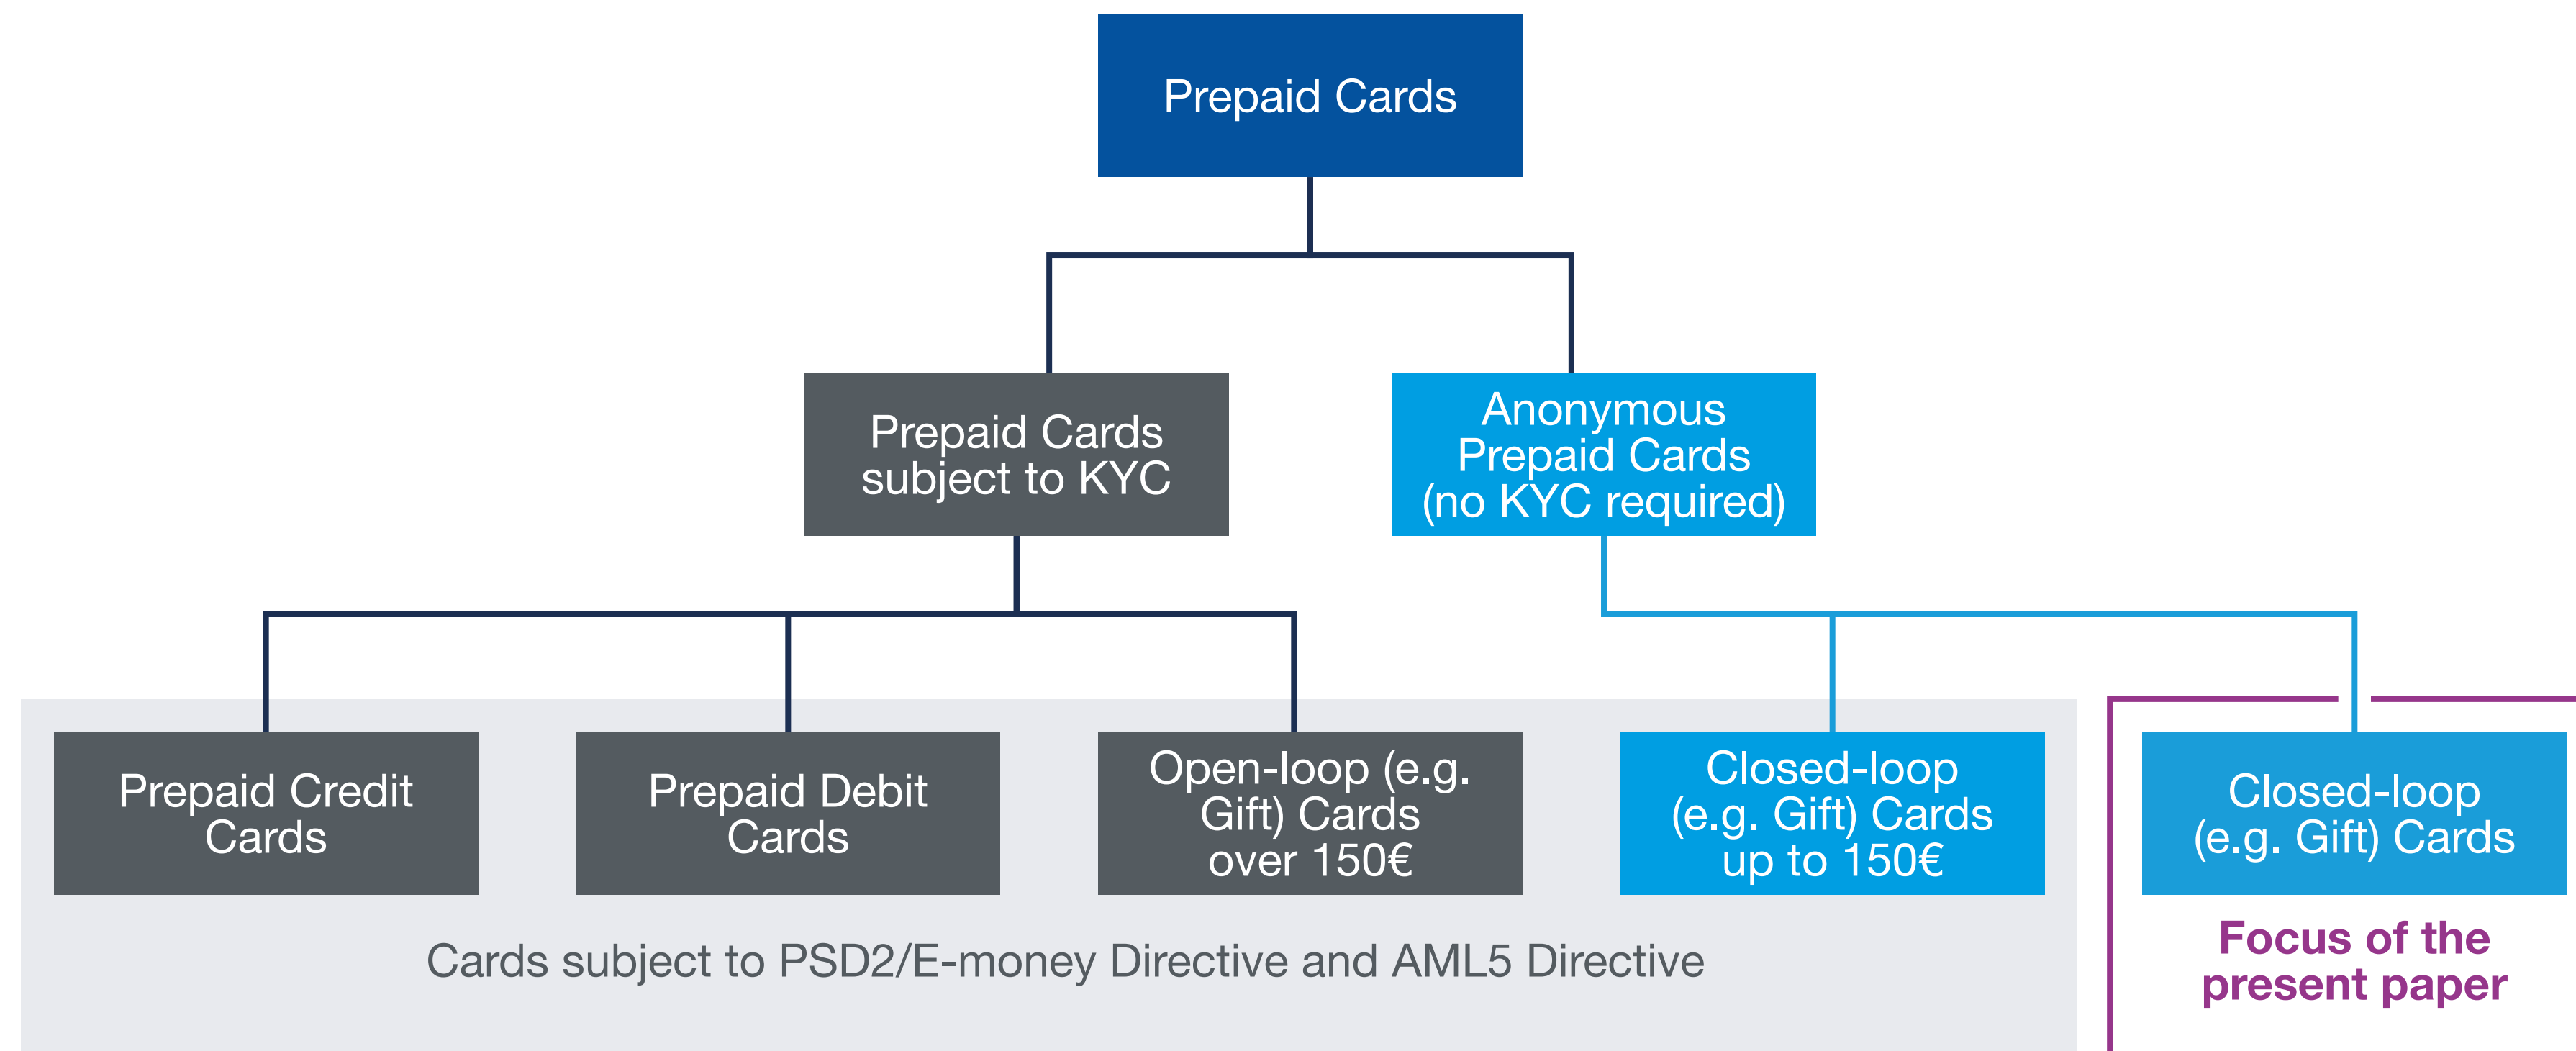 Prepaid Cards
Prepaid Cards
subject to KYC
Anonymous
Prepaid Cards
(no KYC required)
Prepaid Credit
Cards
Prepaid Debit
Cards
Open-loop (e.g.
Gift) Cards
over 150€
Closed-loop
(e.g. Gift) Cards
up to 150€
Closed-loop
(e.g. Gift) Cards
Cards subject to PSD2/E-money Directive and AML5 Directive
Focus of the
present paper